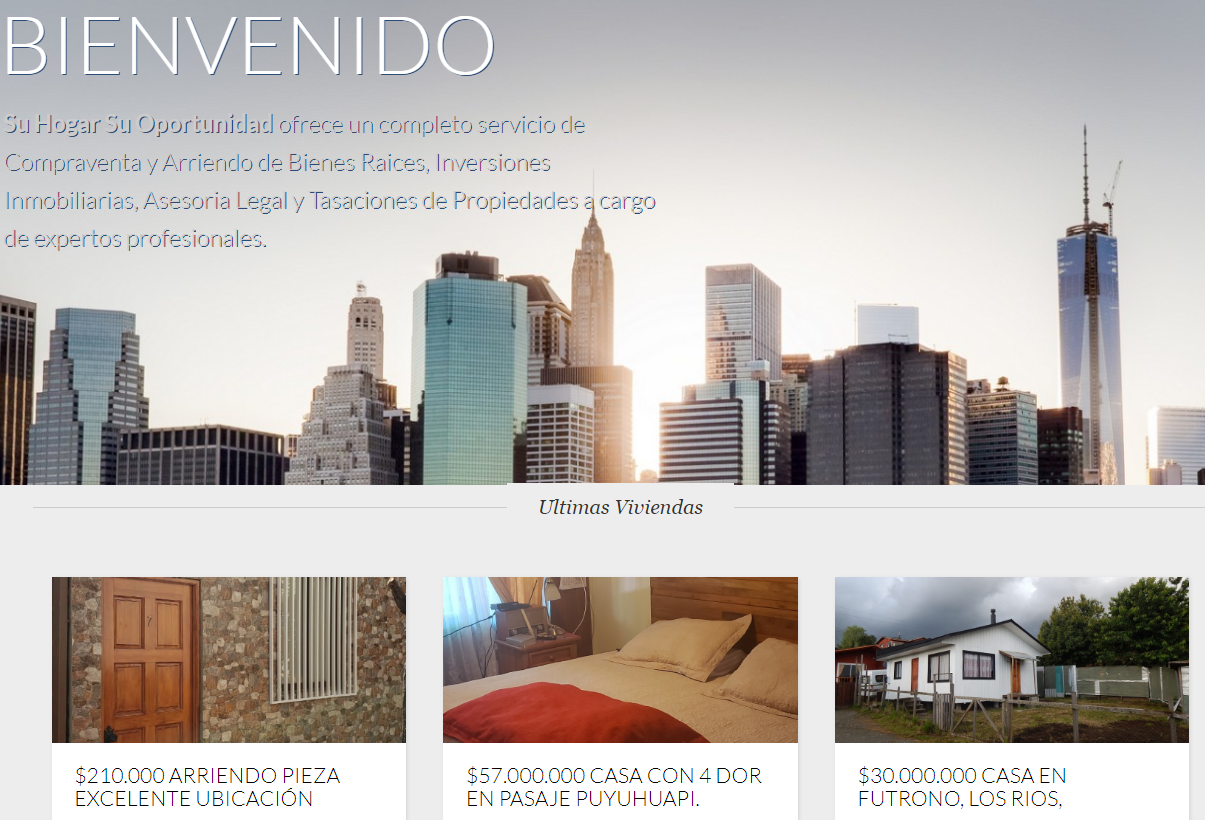 BIENVENIDO
Su Hogar Su Oportunidad ofrece un completo servicio de
Compraventa y Arriendo de Bienes Raices, Inversiones
Inmobiliarias, Asesoria Legal y Tasaciones de Propiedades a cargo
de expertos profesionales.
Ultimas Viviendas
$210.000 ARRIENDO PIEZA
EXCELENTE UBICACIÓN
$57.000.000 CASA CON 4 DOR
EN PASAJE PUYUHUAPI.
$30.000.000 CASA EN
FUTRONO, LOS RIOS,